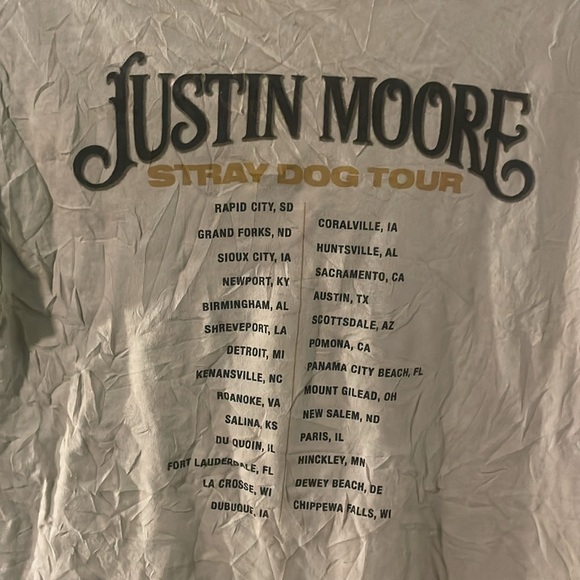 JUSTIN MOORE
STRAY DOG TOUR
RAPID CITY, SD
GRAND FORKS, ND
SIOUX CITY, IA
NEWPORT, KY
BIRMINGHAM, AL
SHREVEPORT, LA
DETROIT, MI
KENANSVILLE, NC
ROANOKE, VA
SALINA, KS
DU QUOIN, IL
FORT LAUDERDALE, FL
LA CROSSE, WI
DUBUQUE, IA
CORALVILLE, IA
HUNTSVILLE, AL
SACRAMENTO, CA
AUSTIN, TX
SCOTTSDALE, AZ
POMONA, CA
PANAMA CITY BEACH, FL
MOUNT GILEAD, OH
NEW SALEM, ND
PARIS, IL
HINCKLEY, MN
DEWEY BEACH, DE
CHIPPEWA FALLS, WI